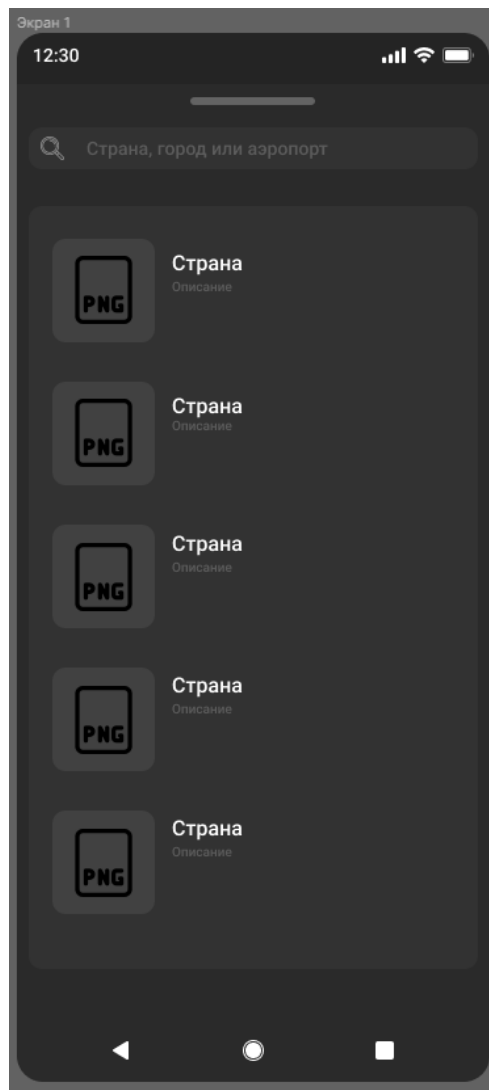 Экран 1
12:30
Страна, город или аэропорт
PNG
Страна
Описание
PNG
Страна
Описание
PNG
Страна
Описание
PNG
Страна
Описание
PNG
Страна
Описание